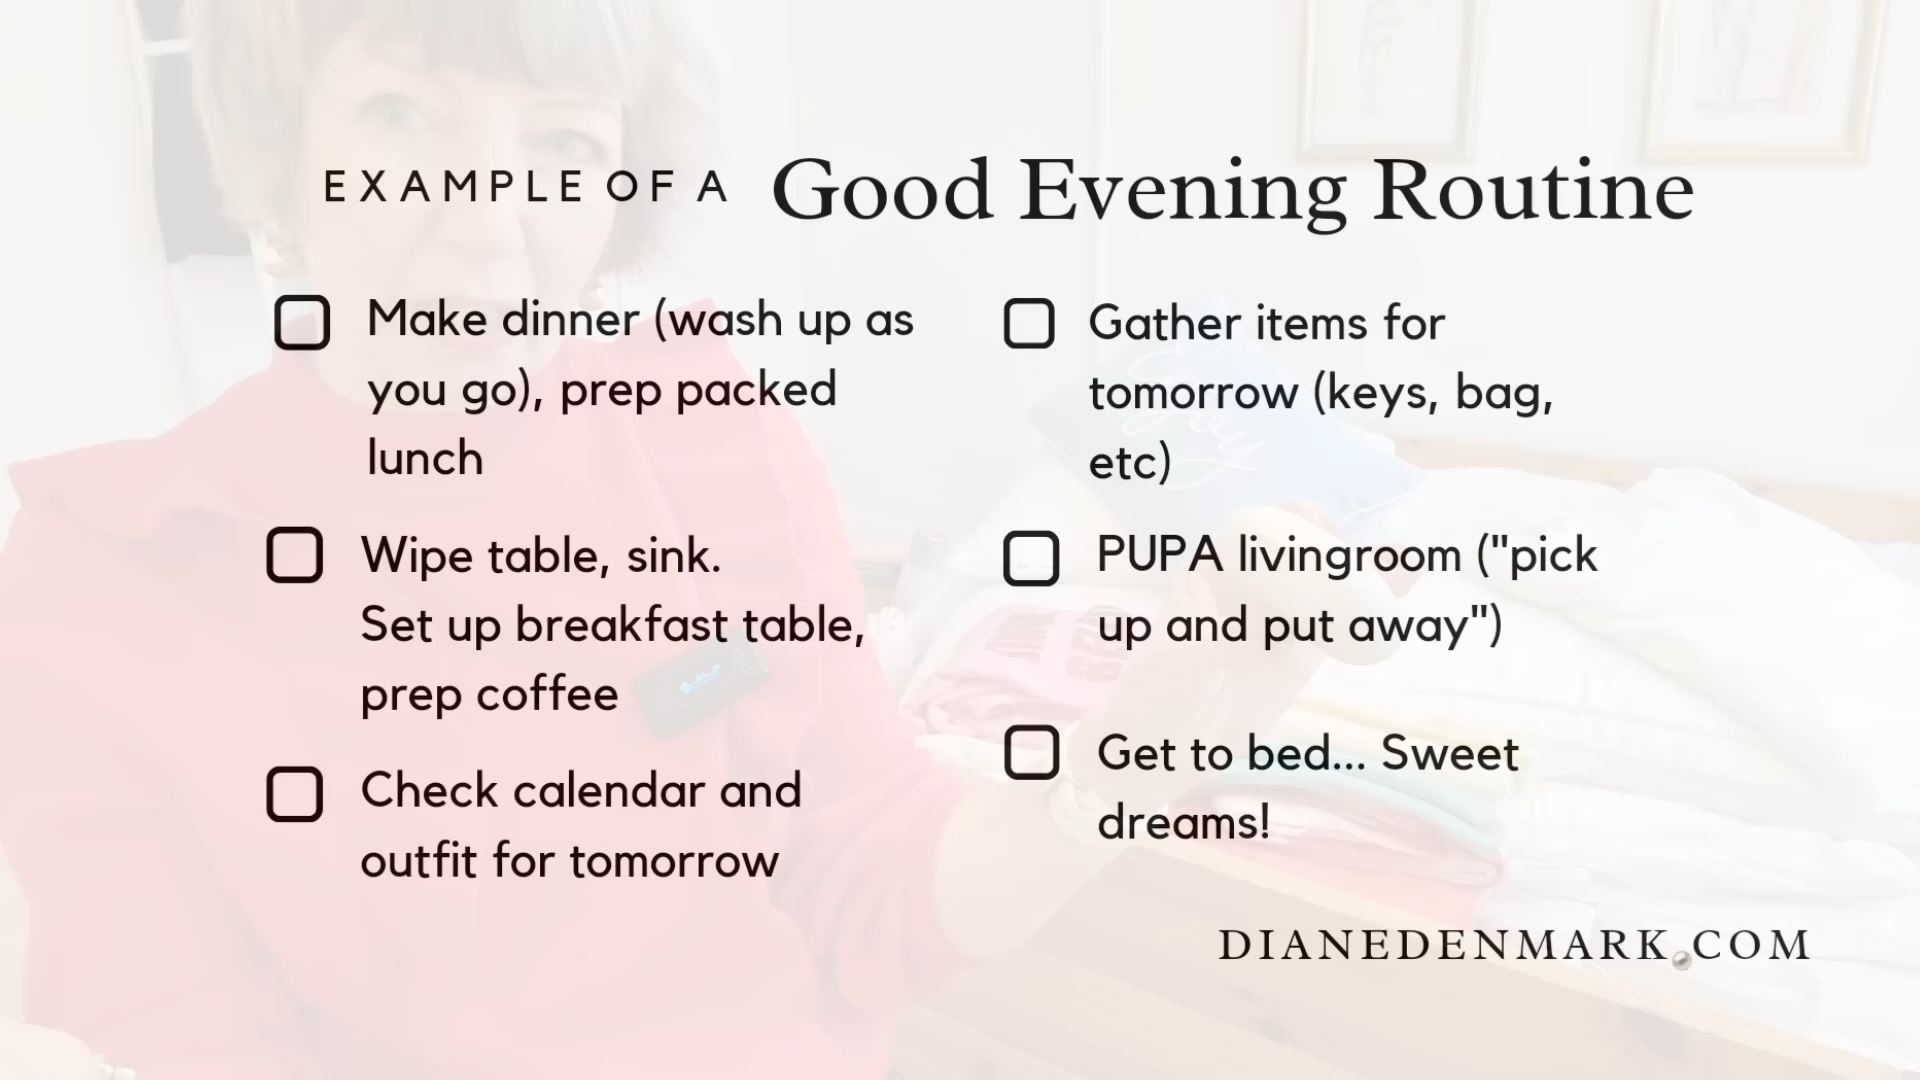 EXAMPLE OF A Good Evening Routine
Make dinner (wash up as
you go), prep packed
lunch
Wipe table, sink.
Set up breakfast table,
prep coffee
Check calendar and
outfit for tomorrow
Gather items for
tomorrow (keys, bag,
etc)
PUPA livingroom ("pick
up and put away")
Get to bed... Sweet
dreams!
DIANEDENMARK.COM